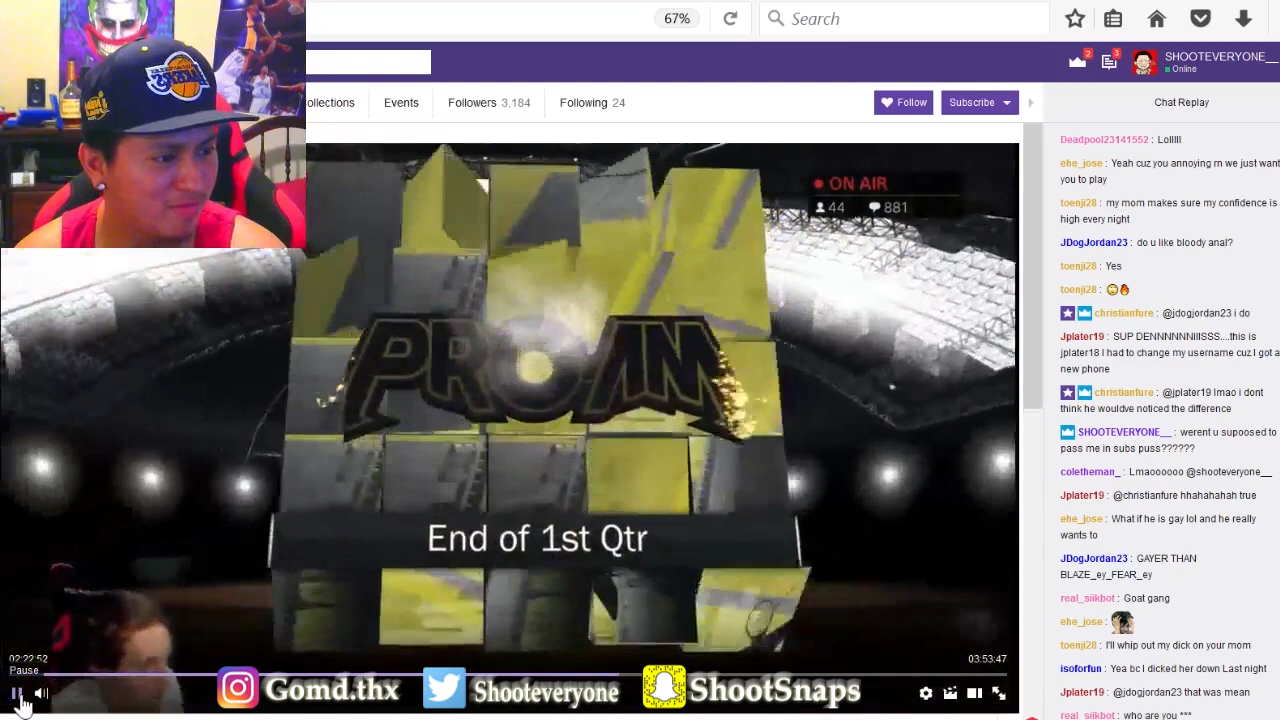 67%
Search
2
3
SHOOTEVERYONE__
Online
ollections
Events
Followers 3,184
Following 24
Follow
Subscribe
Chat Replay
ON AIR
44
881
PRO-AM
End of 1st Qtr
02:22:52
Pause
03:53:47
Gomd.thx
Shooteveryone
ShootSnaps
Deadpool23141552 : Lolllll
ehe_jose : Yeah cuz you annoying rn we just want
you to play
toenji28 : my mom makes sure my confidence is
high every night
JDogJordan23 : do u like bloody anal?
toenji28 : Yes
toenji28 :
christianfure : @jdogjordan23 i do
Jplater19 : SUP DENNNNNNIIISSS....this is
jplater18 I had to change my username cuz I got a
new phone
christianfure : @jplater19 lmao i dont
think he wouldve noticed the difference
SHOOTEVERYONE__ : werent u supoosed to
pass me in subs puss??????
coletheman_ : Lmaoooooo @shooteveryone__
Jplater19 : @christianfure hhahahahah true
ehe_jose : What if he is gay lol and he really
wants to
JDogJordan23 : GAYER THAN
BLAZE_ey_FEAR_ey
real_siikbot : Goat gang
ehe_jose :
toenji28 : I'll whip out my dick on your mom
isoforfun : Yea bc I dicked her down Last night
Jplater19 : @jdogjordan23 that was mean
real_siikbot : who are you ***